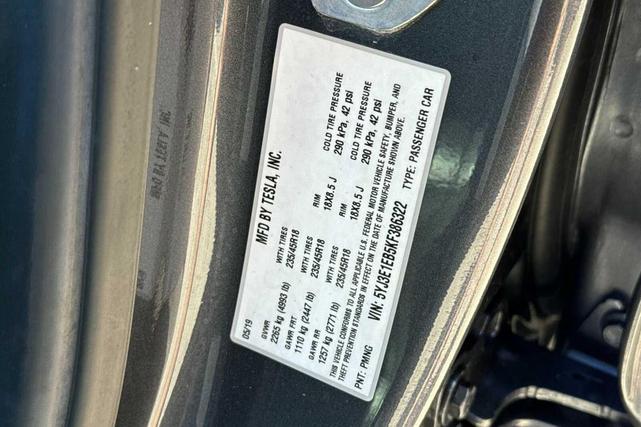 MFD BY TESLA, INC.
05/19
GVWR
2265 kg (4993 lb)
GAWR FRT WITH TIRES RIM COLD TIRE PRESSURE
1110 kg (2447 lb) 235/45R18 18X8.5 J 290 kPa, 42 psi
GAWR RR WITH TIRES RIM COLD TIRE PRESSURE
1257 kg (2771 lb) 235/45R18 18X8.5 J 290 kPa, 42 psi
THIS VEHICLE CONFORMS TO ALL APPLICABLE U.S. FEDERAL MOTOR VEHICLE SAFETY, BUMPER, AND
THEFT PREVENTION STANDARDS IN EFFECT ON THE DATE OF MANUFACTURE SHOWN ABOVE.
PNT: PMNG VIN: 5YJ3E1EB5KF386322 TYPE: PASSENGER CAR